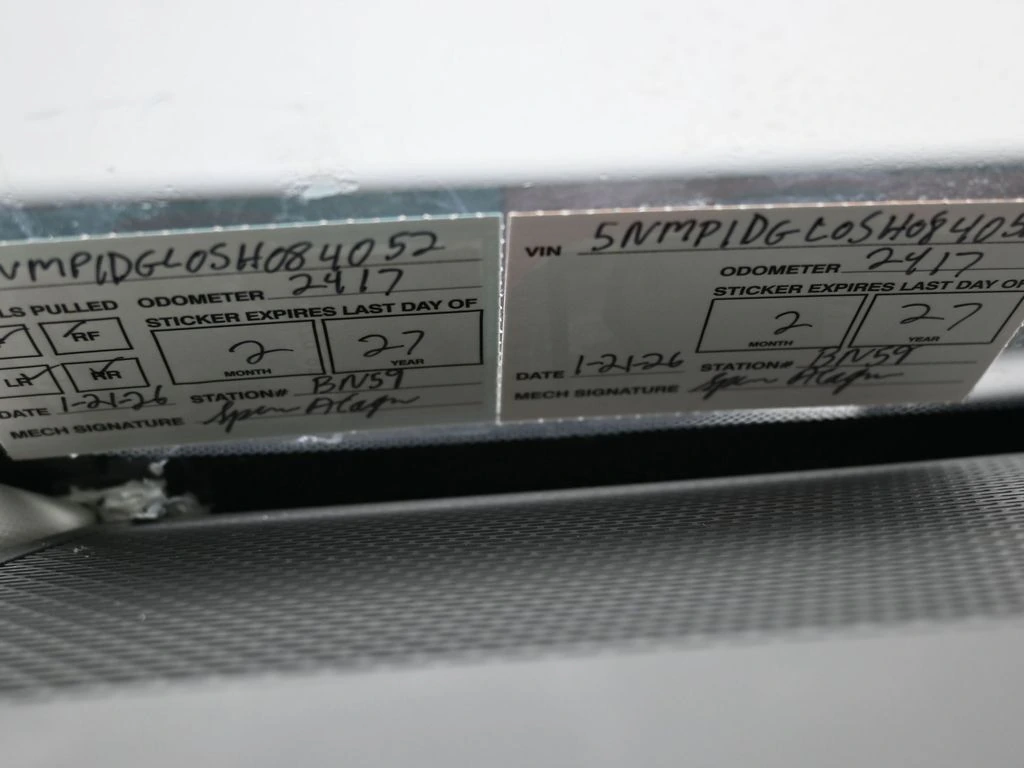 NMP1DGL0SH084052
LS PULLED ODOMETER 2417
STICKER EXPIRES LAST DAY OF
RF
2 27
MONTH YEAR
LR RR
DATE 1-21-26 STATION# BN59
MECH SIGNATURE
VIN 5NMP1DGL0SH08405
ODOMETER 2417
STICKER EXPIRES LAST DAY OF
2 27
MONTH YEAR
DATE 1-21-26 STATION# BN59
MECH SIGNATURE